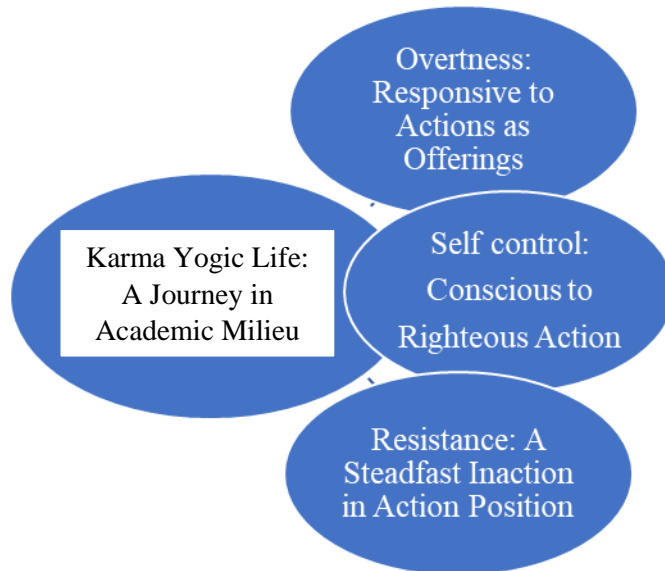 Overtness:
Responsive to
Actions as
Offerings
Karma Yogic Life:
A Journey in
Academic Milieu
Self control:
Conscious to
Righteous Action
Resistance: A
Steadfast Inaction
in Action Position